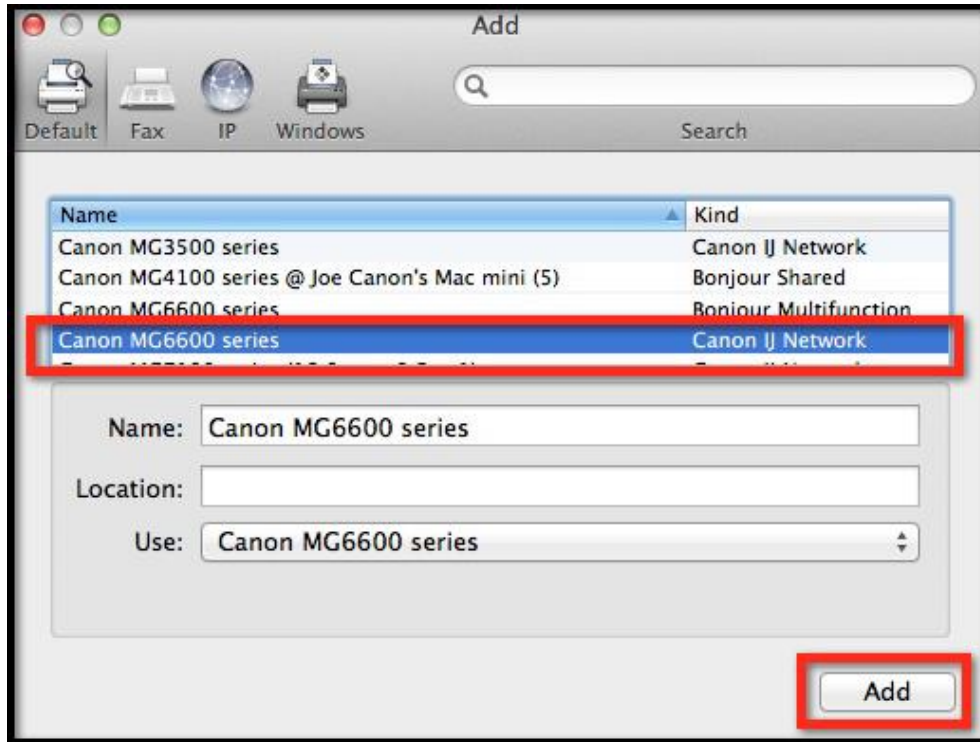 Add
Default Fax IP Windows Search
Name Kind
Canon MG3500 series Canon IJ Network
Canon MG4100 series @ Joe Canon's Mac mini (5) Bonjour Shared
Canon MG6600 series Bonjour Multifunction
Canon MG6600 series Canon IJ Network
Name: Canon MG6600 series
Location:
Use: Canon MG6600 series
Add